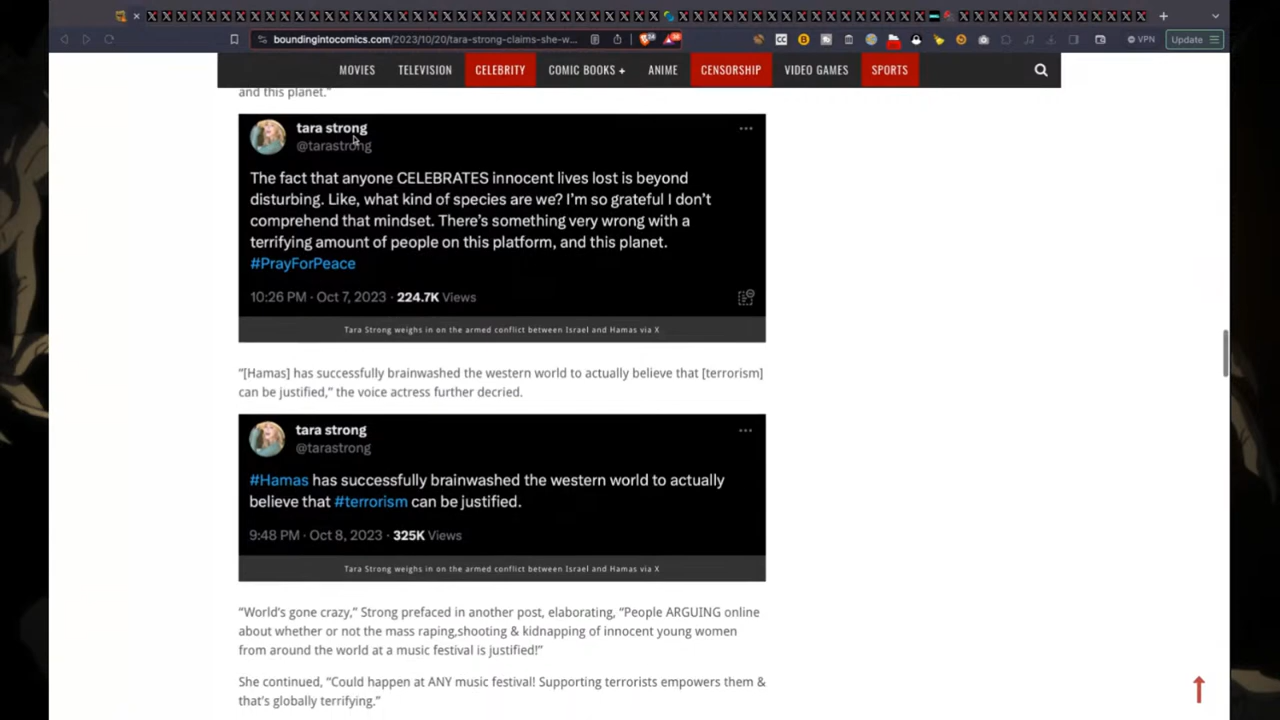 boundingintocomics.com/2023/10/20/tara-strong-claims-she-w...
VPN
Update
MOVIES TELEVISION CELEBRITY COMIC BOOKS + ANIME CENSORSHIP VIDEO GAMES SPORTS
and this planet."
tara strong
@tarastrong
The fact that anyone CELEBRATES innocent lives lost is beyond
disturbing. Like, what kind of species are we? I'm so grateful I don't
comprehend that mindset. There's something very wrong with a
terrifying amount of people on this platform, and this planet.
#PrayForPeace
10:26 PM · Oct 7, 2023 · 224.7K Views
Tara Strong weighs in on the armed conflict between Israel and Hamas via X
"[Hamas] has successfully brainwashed the western world to actually believe that [terrorism]
can be justified," the voice actress further decried.
tara strong
@tarastrong
#Hamas has successfully brainwashed the western world to actually
believe that #terrorism can be justified.
9:48 PM · Oct 8, 2023 · 325K Views
Tara Strong weighs in on the armed conflict between Israel and Hamas via X
"World's gone crazy," Strong prefaced in another post, elaborating, "People ARGUING online
about whether or not the mass raping,shooting & kidnapping of innocent young women
from around the world at a music festival is justified!"
She continued, "Could happen at ANY music festival! Supporting terrorists empowers them &
that's globally terrifying."